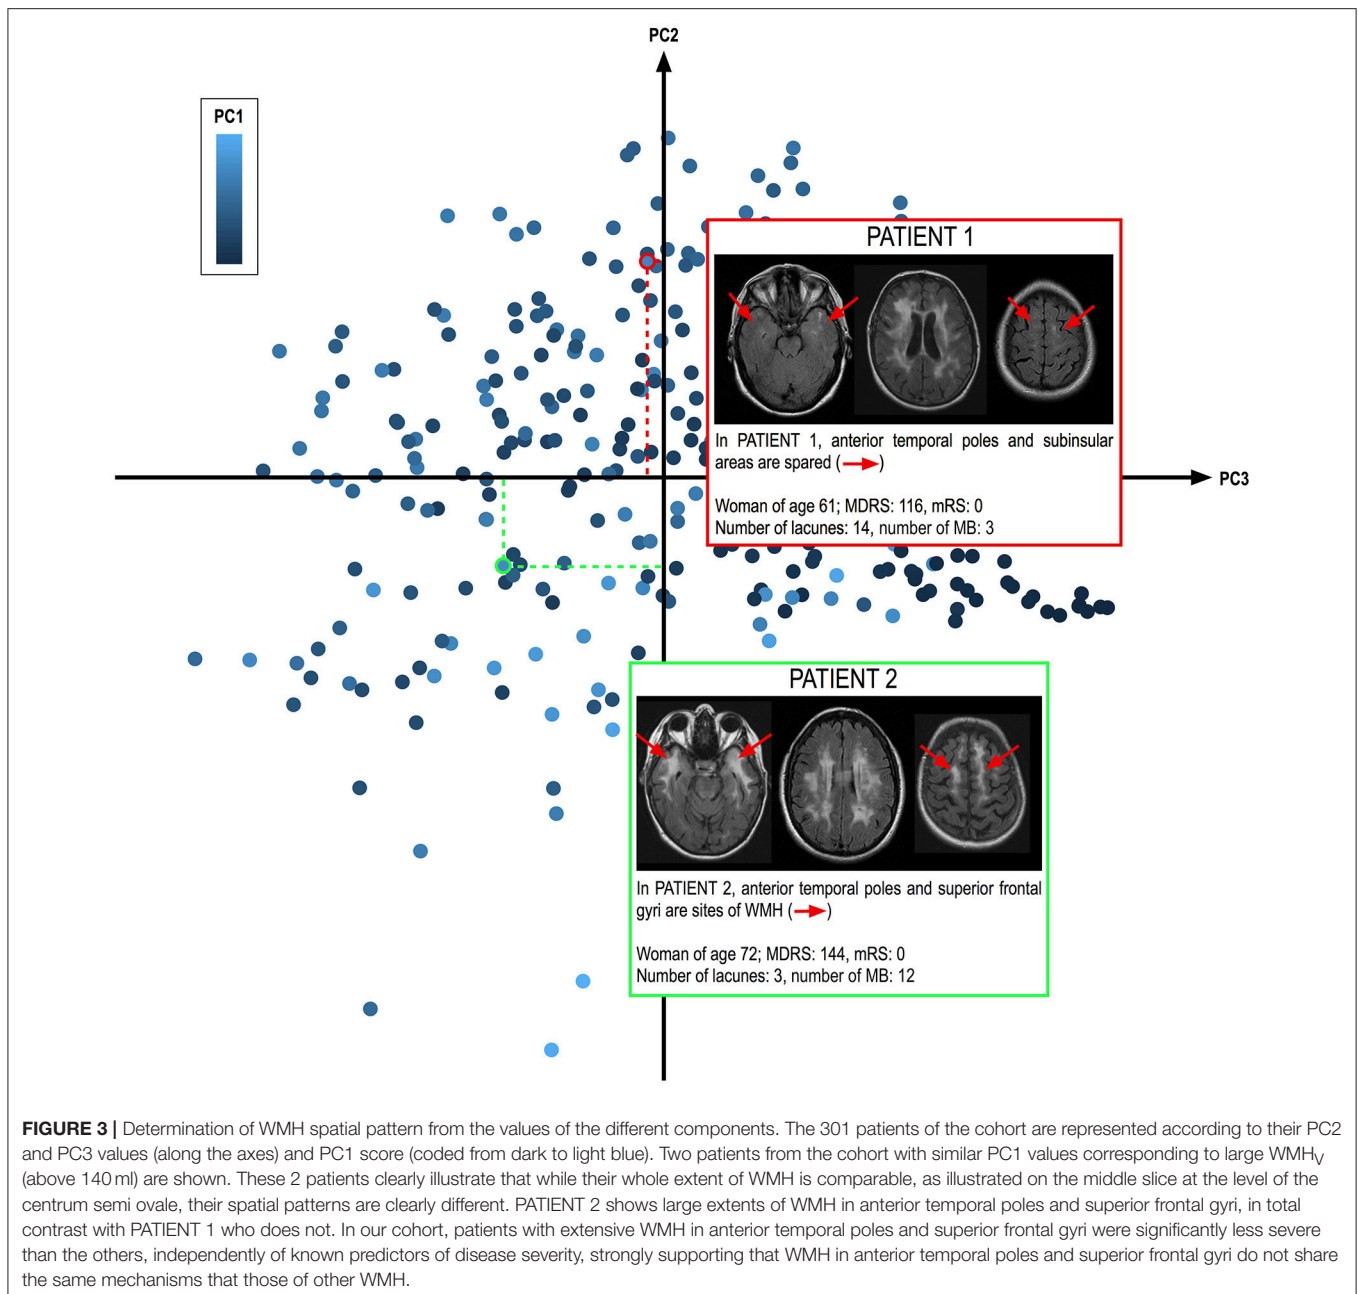 PC2
PC1
PC3
PATIENT 1
In PATIENT 1, anterior temporal poles and subinsular
areas are spared ( )
Woman of age 61; MDRS: 116, mRS: 0
Number of lacunes: 14, number of MB: 3
PATIENT 2
In PATIENT 2, anterior temporal poles and superior frontal
gyri are sites of WMH ( )
Woman of age 72; MDRS: 144, mRS: 0
Number of lacunes: 3, number of MB: 12
FIGURE 3 | Determination of WMH spatial pattern from the values of the different components. The 301 patients of the cohort are represented according to their PC2
and PC3 values (along the axes) and PC1 score (coded from dark to light blue). Two patients from the cohort with similar PC1 values corresponding to large WMHV
(above 140 ml) are shown. These 2 patients clearly illustrate that while their whole extent of WMH is comparable, as illustrated on the middle slice at the level of the
centrum semi ovale, their spatial patterns are clearly different. PATIENT 2 shows large extents of WMH in anterior temporal poles and superior frontal gyri, in total
contrast with PATIENT 1 who does not. In our cohort, patients with extensive WMH in anterior temporal poles and superior frontal gyri were significantly less severe
than the others, independently of known predictors of disease severity, strongly supporting that WMH in anterior temporal poles and superior frontal gyri do not share
the same mechanisms that those of other WMH.